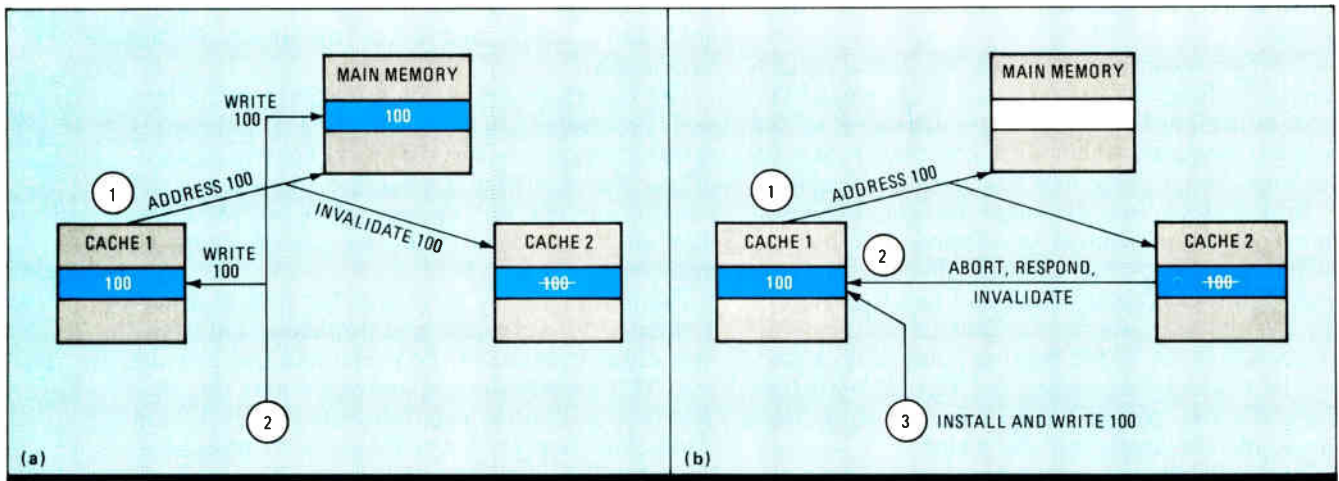 MAIN MEMORY
WRITE
100
100
1
ADDRESS 100
INVALIDATE 100
CACHE 1
100
WRITE
100
CACHE 2
100
2
(a)
MAIN MEMORY
1
ADDRESS 100
CACHE 1
100
2
ABORT, RESPOND,
INVALIDATE
CACHE 2
100
3
INSTALL AND WRITE 100
(b)